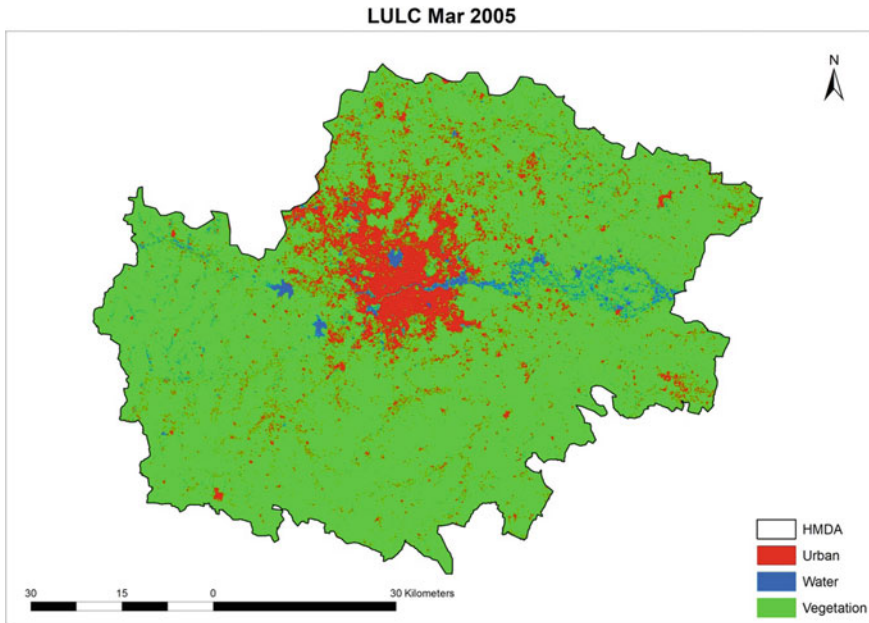 LULC Mar 2005
N
HMDA
Urban
Water
Vegetation
30 15 0 30 Kilometers